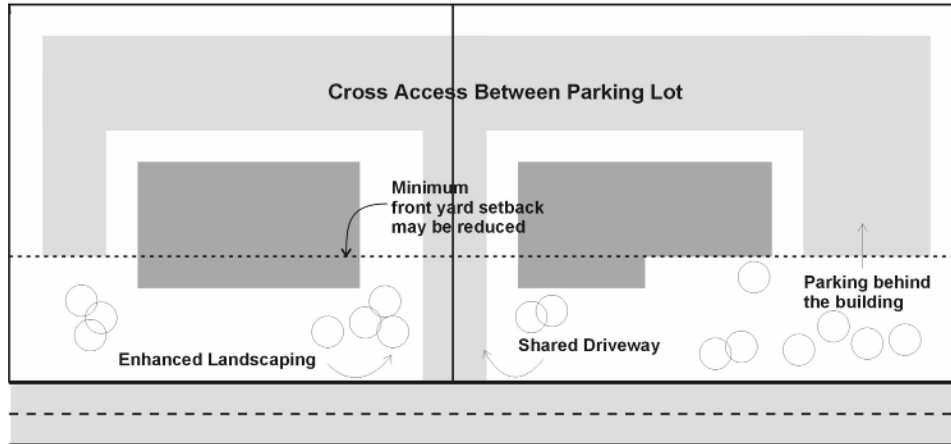 Cross Access Between Parking Lot
Minimum
front yard setback
may be reduced
Parking behind
the building
Enhanced Landscaping
Shared Driveway